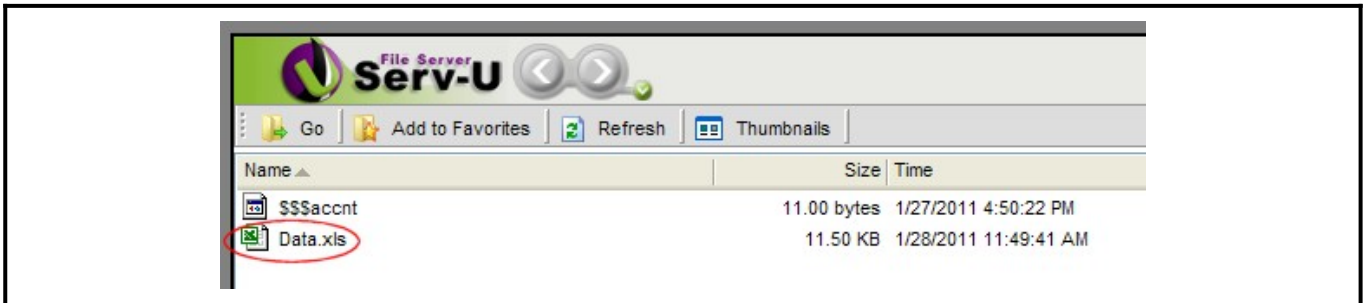 File Server
Serv-U
Go Add to Favorites Refresh Thumbnails
Name Size Time
$$$accnt 11.00 bytes 1/27/2011 4:50:22 PM
Data.xls 11.50 KB 1/28/2011 11:49:41 AM